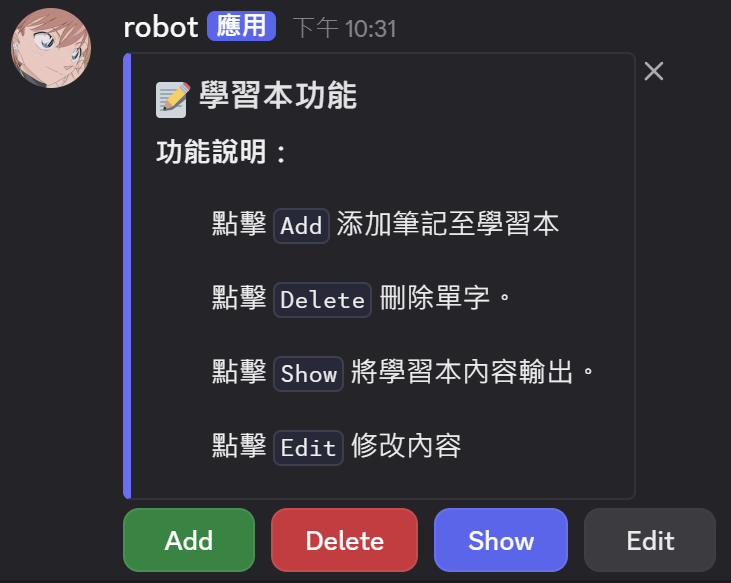 robot 應用 下午 10:31
學習本功能
功能說明：
點擊 Add 添加筆記至學習本
點擊 Delete 刪除單字。
點擊 Show 將學習本內容輸出。
點擊 Edit 修改內容
Add Delete Show Edit